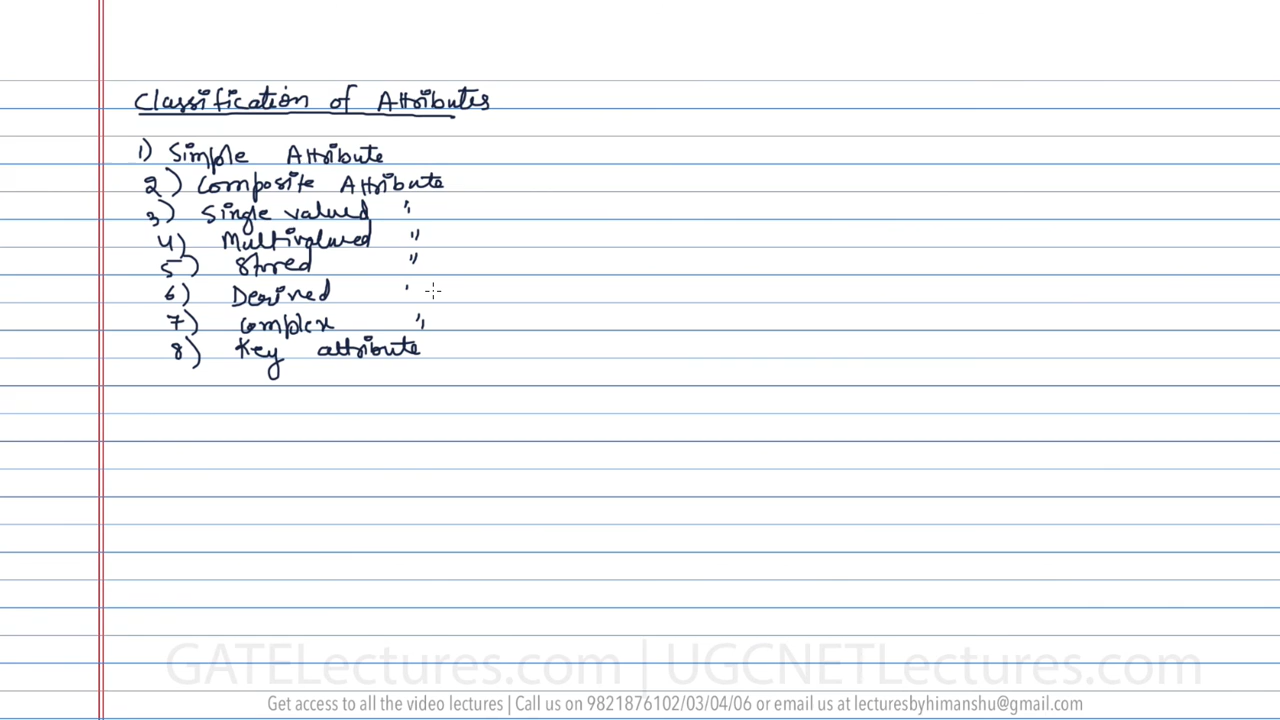 Classification of Attributes
1) Simple Attribute
2) Composite Attribute
3) Single valued "
4) Multivalued "
5) Stored "
6) Derived '
7) Complex "
8) Key attribute
GATELectures.com | UGCNETLectures.com
Get access to all the video lectures | Call us on 9821876102/03/04/06 or email us at lecturesbyhimanshu@gmail.com